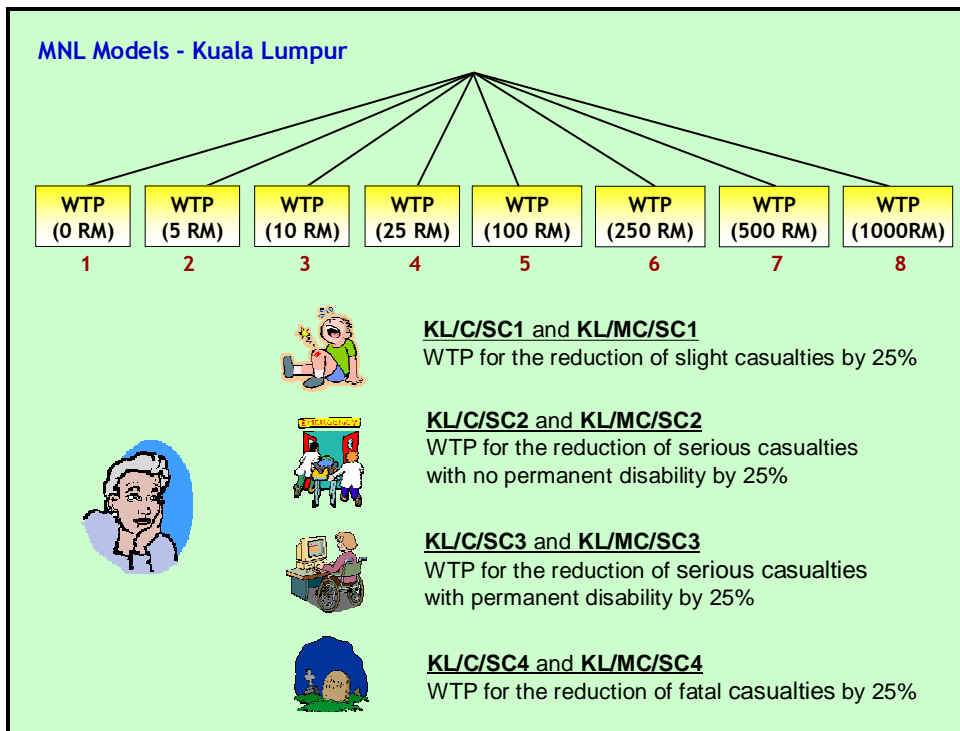 MNL Models - Kuala Lumpur
WTP (0 RM)
WTP (5 RM)
WTP (10 RM)
WTP (25 RM)
WTP (100 RM)
WTP (250 RM)
WTP (500 RM)
WTP (1000RM)
1 2 3 4 5 6 7 8
KL/C/SC1 and KL/MC/SC1
WTP for the reduction of slight casualties by 25%
EMERGENCY
KL/C/SC2 and KL/MC/SC2
WTP for the reduction of serious casualties
with no permanent disability by 25%
KL/C/SC3 and KL/MC/SC3
WTP for the reduction of serious casualties
with permanent disability by 25%
KL/C/SC4 and KL/MC/SC4
WTP for the reduction of fatal casualties by 25%